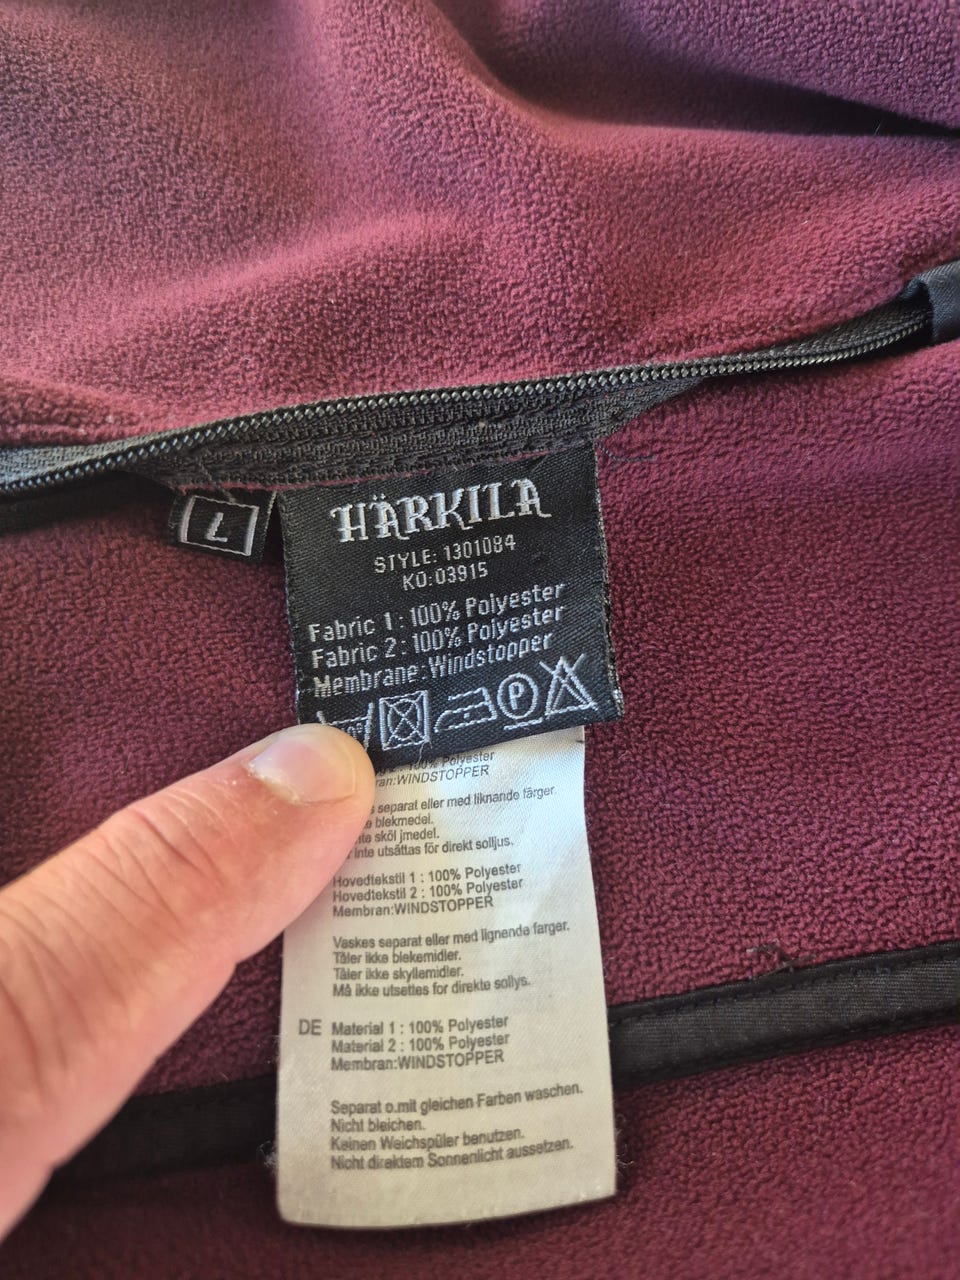 L
HÄRKILA
STYLE: 1301084
KO:03915
Fabric 1 : 100% Polyester
Fabric 2 : 100% Polyester
Membrane: Windstopper
P
2 : 100% Polyester
ran:WINDSTOPPER
separat eller med liknande färger.
blekmedel.
sköl jmedel.
inte utsättas för direkt solljus.
Hovedtekstil 1 : 100% Polyester
Hovedtekstil 2 : 100% Polyester
Membran:WINDSTOPPER
Vaskes separat eller med lignende farger.
Tåler ikke blekemidler.
Tåler ikke skyllemidler.
Må ikke utsettes for direkte sollys.
DE Material 1 : 100% Polyester
Material 2 : 100% Polyester
Membran:WINDSTOPPER
Separat o.mit gleichen Farben waschen.
Nicht bleichen.
Keinen Weichspüler benutzen.
Nicht direktem Sonnenlicht aussetzen.